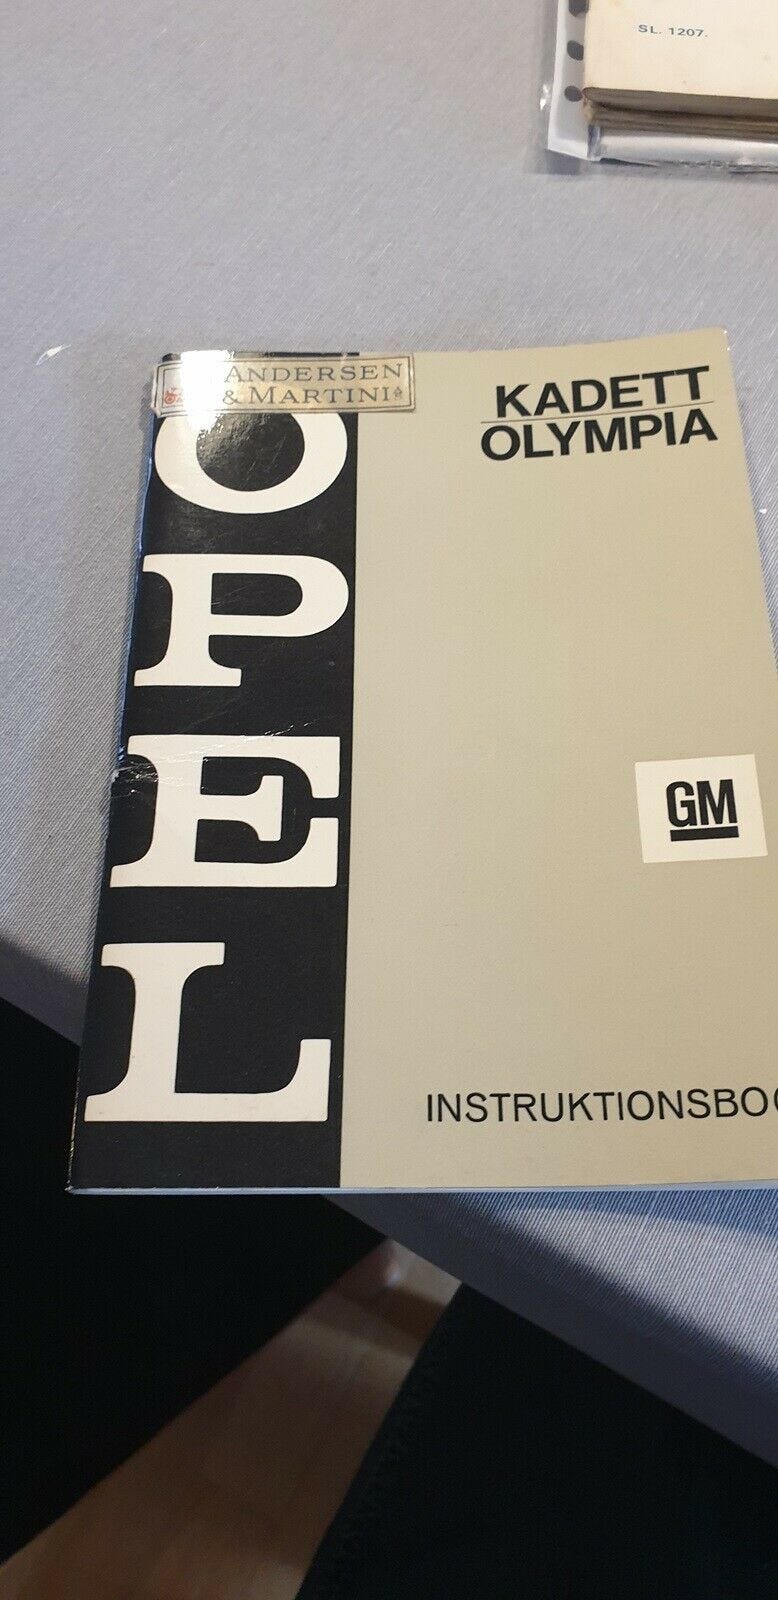 SL. 1207.
ANDERSEN
& MARTINI A/S
KADETT
OLYMPIA
OPEL
GM
INSTRUKTIONSBO